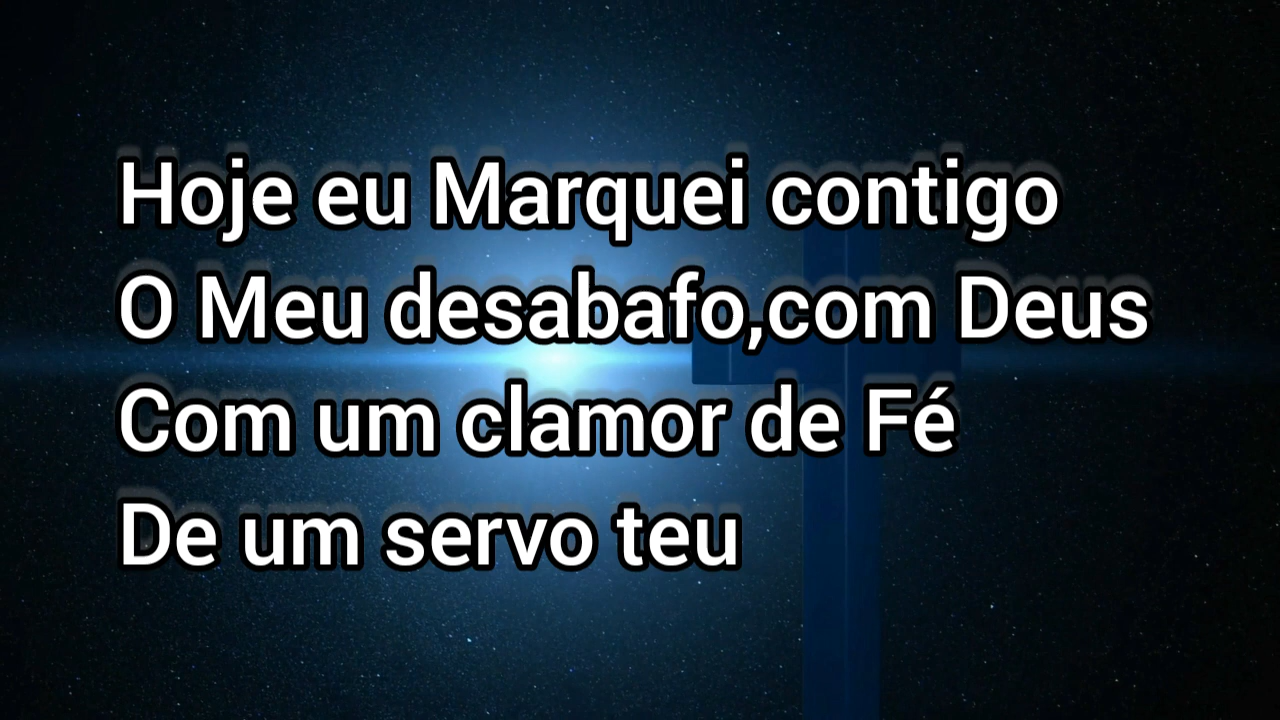 Hoje eu Marquei contigo
O Meu desabafo,com Deus
Com um clamor de Fé
De um servo teu